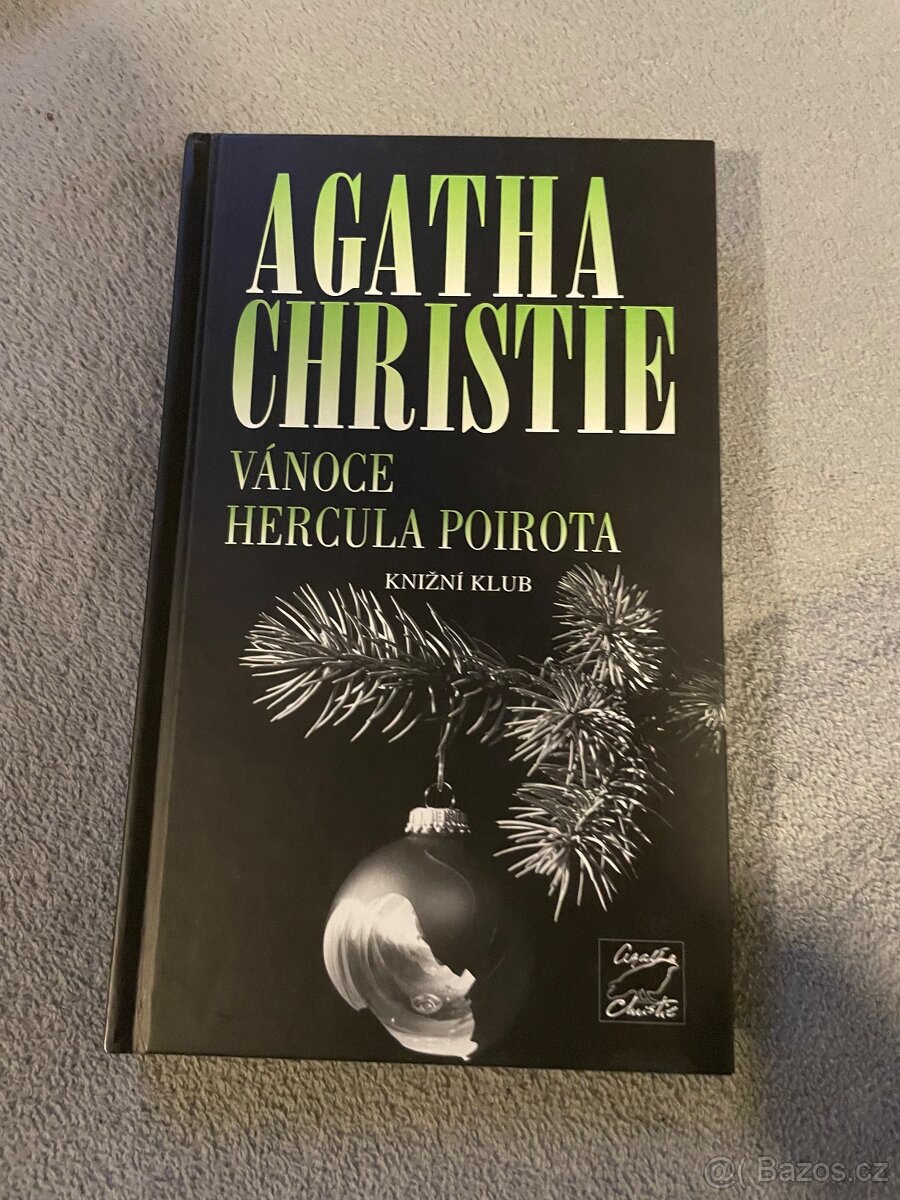 AGATHA
CHRISTIE
VÁNOCE
HERCULA POIROTA
KNIŽNÍ KLUB
Agatha
Christie
@( Bazos.cz